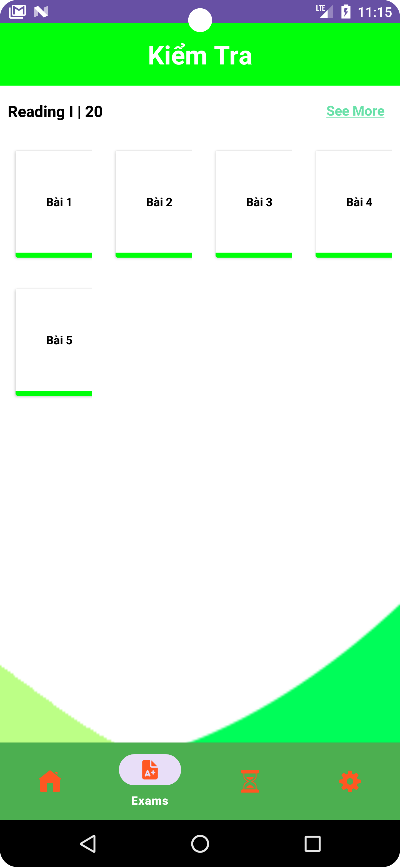 LTE 11:15
Kiểm Tra
Reading I | 20 See More
Bài 1 Bài 2 Bài 3 Bài 4
Bài 5
A+
Exams